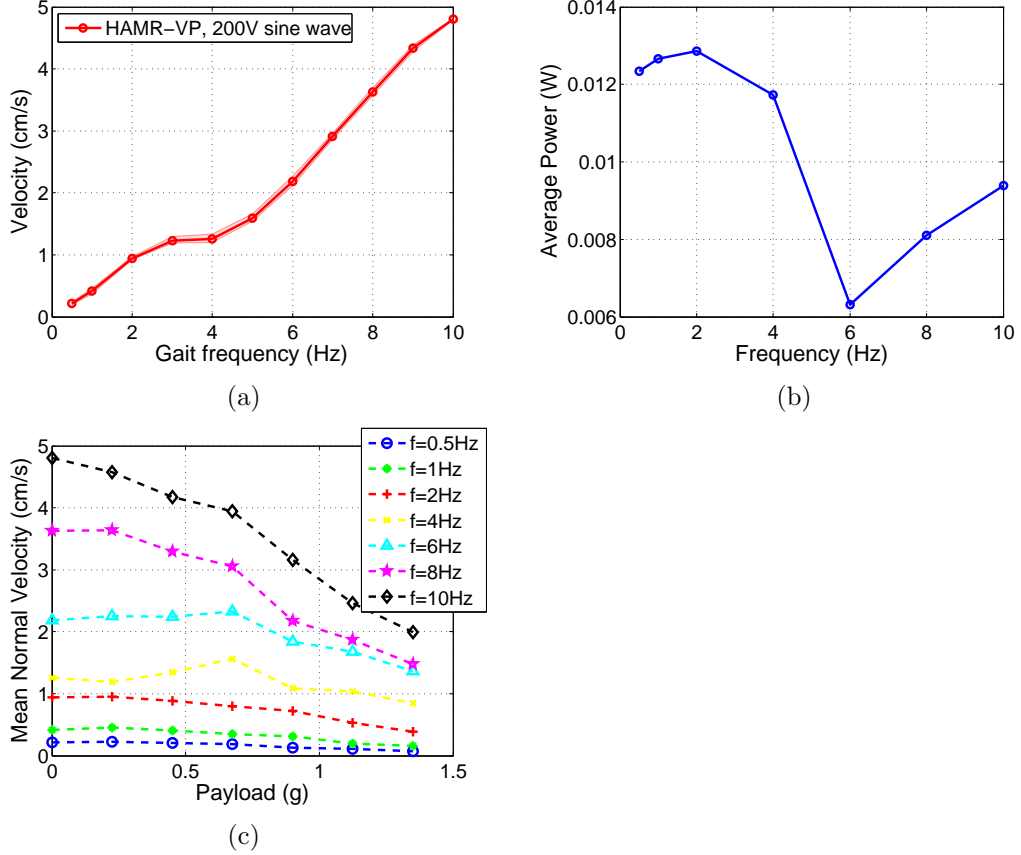 5
4
3
2
1
0
0 2 4 6 8 10
Velocity (cm/s)
Gait frequency (Hz)
HAMR−VP, 200V sine wave
(a)
0.014
0.012
0.01
0.008
0.006
0 2 4 6 8 10
Average Power (W)
Frequency (Hz)
(b)
5
4
3
2
1
0
0 0.5 1 1.5
Mean Normal Velocity (cm/s)
Payload (g)
f=0.5Hz
f=1Hz
f=2Hz
f=4Hz
f=6Hz
f=8Hz
f=10Hz
(c)